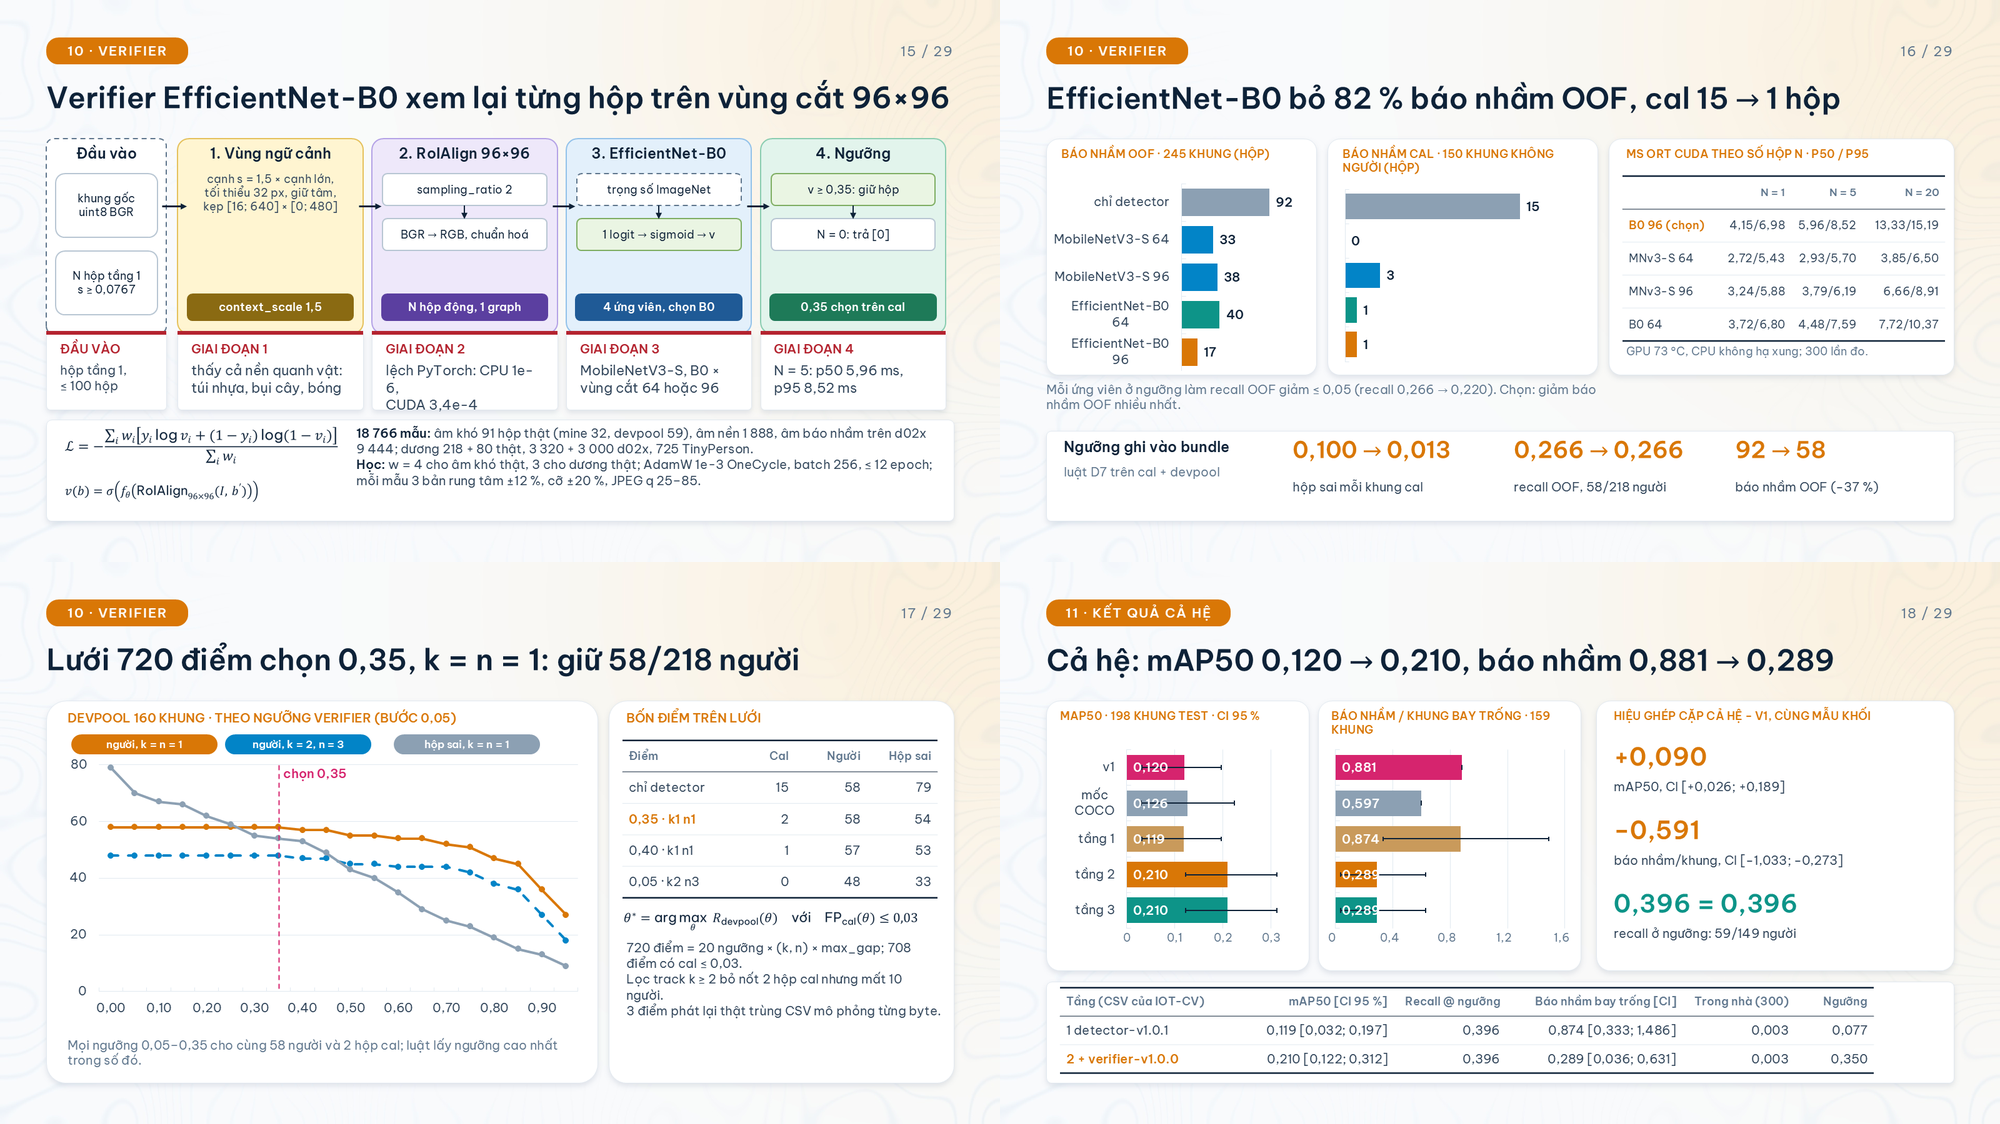 10 · VERIFIER
15 / 29
Verifier EfficientNet-B0 xem lại từng hộp trên vùng cắt 96×96
Đầu vào
khung gốc
uint8 BGR
N hộp tầng 1
s ≥ 0,0767
1. Vùng ngữ cảnh
cạnh s = 1,5 × cạnh lớn,
tối thiểu 32 px, giữ tâm,
kẹp [16; 640] × [0; 480]
context_scale 1,5
2. RoIAlign 96×96
sampling_ratio 2
BGR → RGB, chuẩn hoá
N hộp động, 1 graph
3. EfficientNet-B0
trọng số ImageNet
1 logit → sigmoid → v
4 ứng viên, chọn B0
4. Ngưỡng
v ≥ 0,35: giữ hộp
N = 0: trả [0]
0,35 chọn trên cal
ĐẦU VÀO
hộp tầng 1,
≤ 100 hộp
GIAI ĐOẠN 1
thấy cả nền quanh vật:
túi nhựa, bụi cây, bóng
GIAI ĐOẠN 2
lệch PyTorch: CPU 1e-
6,
CUDA 3,4e-4
GIAI ĐOẠN 3
MobileNetV3-S, B0 ×
vùng cắt 64 hoặc 96
GIAI ĐOẠN 4
N = 5: p50 5,96 ms,
p95 8,52 ms
ℒ = − ∑ᵢ wᵢ[yᵢ log vᵢ + (1 − yᵢ) log(1 − vᵢ)] / ∑ᵢ wᵢ
v(b) = σ(f_θ(RoIAlign₉₆ₓ₉₆(I, b′)))
18 766 mẫu: âm khó 91 hộp thật (mine 32, devpool 59), âm nền 1 888, âm báo nhầm trên d02x
9 444; dương 218 + 80 thật, 3 320 + 3 000 d02x, 725 TinyPerson.
Học: w = 4 cho âm khó thật, 3 cho dương thật; AdamW 1e-3 OneCycle, batch 256, ≤ 12 epoch;
mỗi mẫu 3 bản rung tâm ±12 %, cỡ ±20 %, JPEG q 25–85.
10 · VERIFIER
16 / 29
EfficientNet-B0 bỏ 82 % báo nhầm OOF, cal 15 → 1 hộp
BÁO NHẦM OOF · 245 KHUNG (HỘP)
chỉ detector
92
MobileNetV3-S 64
33
MobileNetV3-S 96
38
EfficientNet-B0
64
40
EfficientNet-B0
96
17
BÁO NHẦM CAL · 150 KHUNG KHÔNG
NGƯỜI (HỘP)
15
0
3
1
1
MS ORT CUDA THEO SỐ HỘP N · P50 / P95
N = 1 N = 5 N = 20
B0 96 (chọn) 4,15/6,98 5,96/8,52 13,33/15,19
MNv3-S 64 2,72/5,43 2,93/5,70 3,85/6,50
MNv3-S 96 3,24/5,88 3,79/6,19 6,66/8,91
B0 64 3,72/6,80 4,48/7,59 7,72/10,37
GPU 73 °C, CPU không hạ xung; 300 lần đo.
Mỗi ứng viên ở ngưỡng làm recall OOF giảm ≤ 0,05 (recall 0,266 → 0,220). Chọn: giảm báo
nhầm OOF nhiều nhất.
Ngưỡng ghi vào bundle
luật D7 trên cal + devpool
0,100 → 0,013
hộp sai mỗi khung cal
0,266 → 0,266
recall OOF, 58/218 người
92 → 58
báo nhầm OOF (−37 %)
10 · VERIFIER
17 / 29
Lưới 720 điểm chọn 0,35, k = n = 1: giữ 58/218 người
DEVPOOL 160 KHUNG · THEO NGƯỠNG VERIFIER (BƯỚC 0,05)
người, k = n = 1
người, k = 2, n = 3
hộp sai, k = n = 1
chọn 0,35
80
60
40
20
0
0,00 0,10 0,20 0,30 0,40 0,50 0,60 0,70 0,80 0,90
Mọi ngưỡng 0,05–0,35 cho cùng 58 người và 2 hộp cal; luật lấy ngưỡng cao nhất
trong số đó.
BỐN ĐIỂM TRÊN LƯỚI
Điểm Cal Người Hộp sai
chỉ detector 15 58 79
0,35 · k1 n1 2 58 54
0,40 · k1 n1 1 57 53
0,05 · k2 n3 0 48 33
θ* = arg max_θ R_devpool(θ) với FP_cal(θ) ≤ 0,03
720 điểm = 20 ngưỡng × (k, n) × max_gap; 708
điểm có cal ≤ 0,03.
Lọc track k ≥ 2 bỏ nốt 2 hộp cal nhưng mất 10
người.
3 điểm phát lại thật trùng CSV mô phỏng từng byte.
11 · KẾT QUẢ CẢ HỆ
18 / 29
Cả hệ: mAP50 0,120 → 0,210, báo nhầm 0,881 → 0,289
MAP50 · 198 KHUNG TEST · CI 95 %
v1
0,120
mốc
COCO
0,126
tầng 1
0,119
tầng 2
0,210
tầng 3
0,210
0 0,1 0,2 0,3
BÁO NHẦM / KHUNG BAY TRỐNG · 159
KHUNG
0,881
0,597
0,874
0,289
0,289
0 0,4 0,8 1,2 1,6
HIỆU GHÉP CẶP CẢ HỆ − V1, CÙNG MẪU KHỐI
+0,090
mAP50, CI [+0,026; +0,189]
−0,591
báo nhầm/khung, CI [−1,033; −0,273]
0,396 = 0,396
recall ở ngưỡng: 59/149 người
Tầng (CSV của IOT-CV) mAP50 [CI 95 %] Recall @ ngưỡng Báo nhầm bay trống [CI] Trong nhà (300) Ngưỡng
1 detector-v1.0.1 0,119 [0,032; 0,197] 0,396 0,874 [0,333; 1,486] 0,003 0,077
2 + verifier-v1.0.0 0,210 [0,122; 0,312] 0,396 0,289 [0,036; 0,631] 0,003 0,350